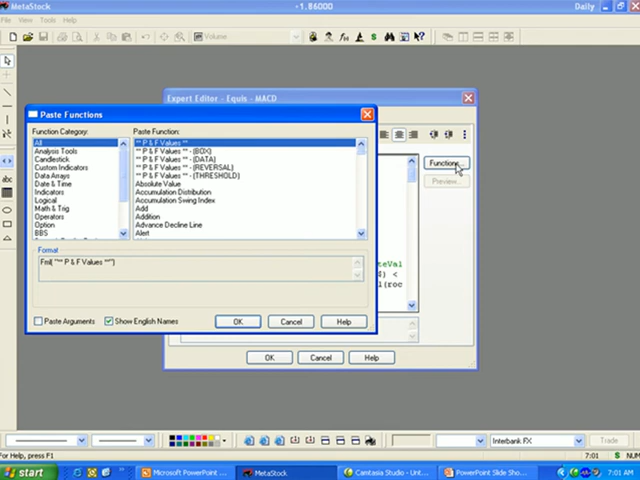 MetaStock
-1.86000
Daily
View Tools Help
Volume
Expert Editor - Equis - MACD
Paste Functions
Function Category:
Paste Function:
All
Analysis Tools
Candlestick
Custom Indicators
Data Arrays
Date & Time
Indicators
Logical
Math & Trig
Operators
Option
BBS
** P & F Values **
** P & F Values ** - (BOX)
** P & F Values ** - (DATA)
** P & F Values ** - (REVERSAL)
** P & F Values ** - (THRESHOLD)
Absolute Value
Accumulation Distribution
Accumulation Swing Index
Add
Addition
Advance Decline Line
Alert
Functions...
Preview...
abc
teVal
) <
l(roc
Format
Fml( "** P & F Values **")
Paste Arguments
Show English Names
OK
Cancel
Help
OK
Cancel
Help
Interbank FX
Trade
For Help, press F1
7:01
NUM
start
Microsoft PowerPoint ...
MetaStock
Camtasia Studio - Unt...
PowerPoint Slide Sho...
7:01 AM